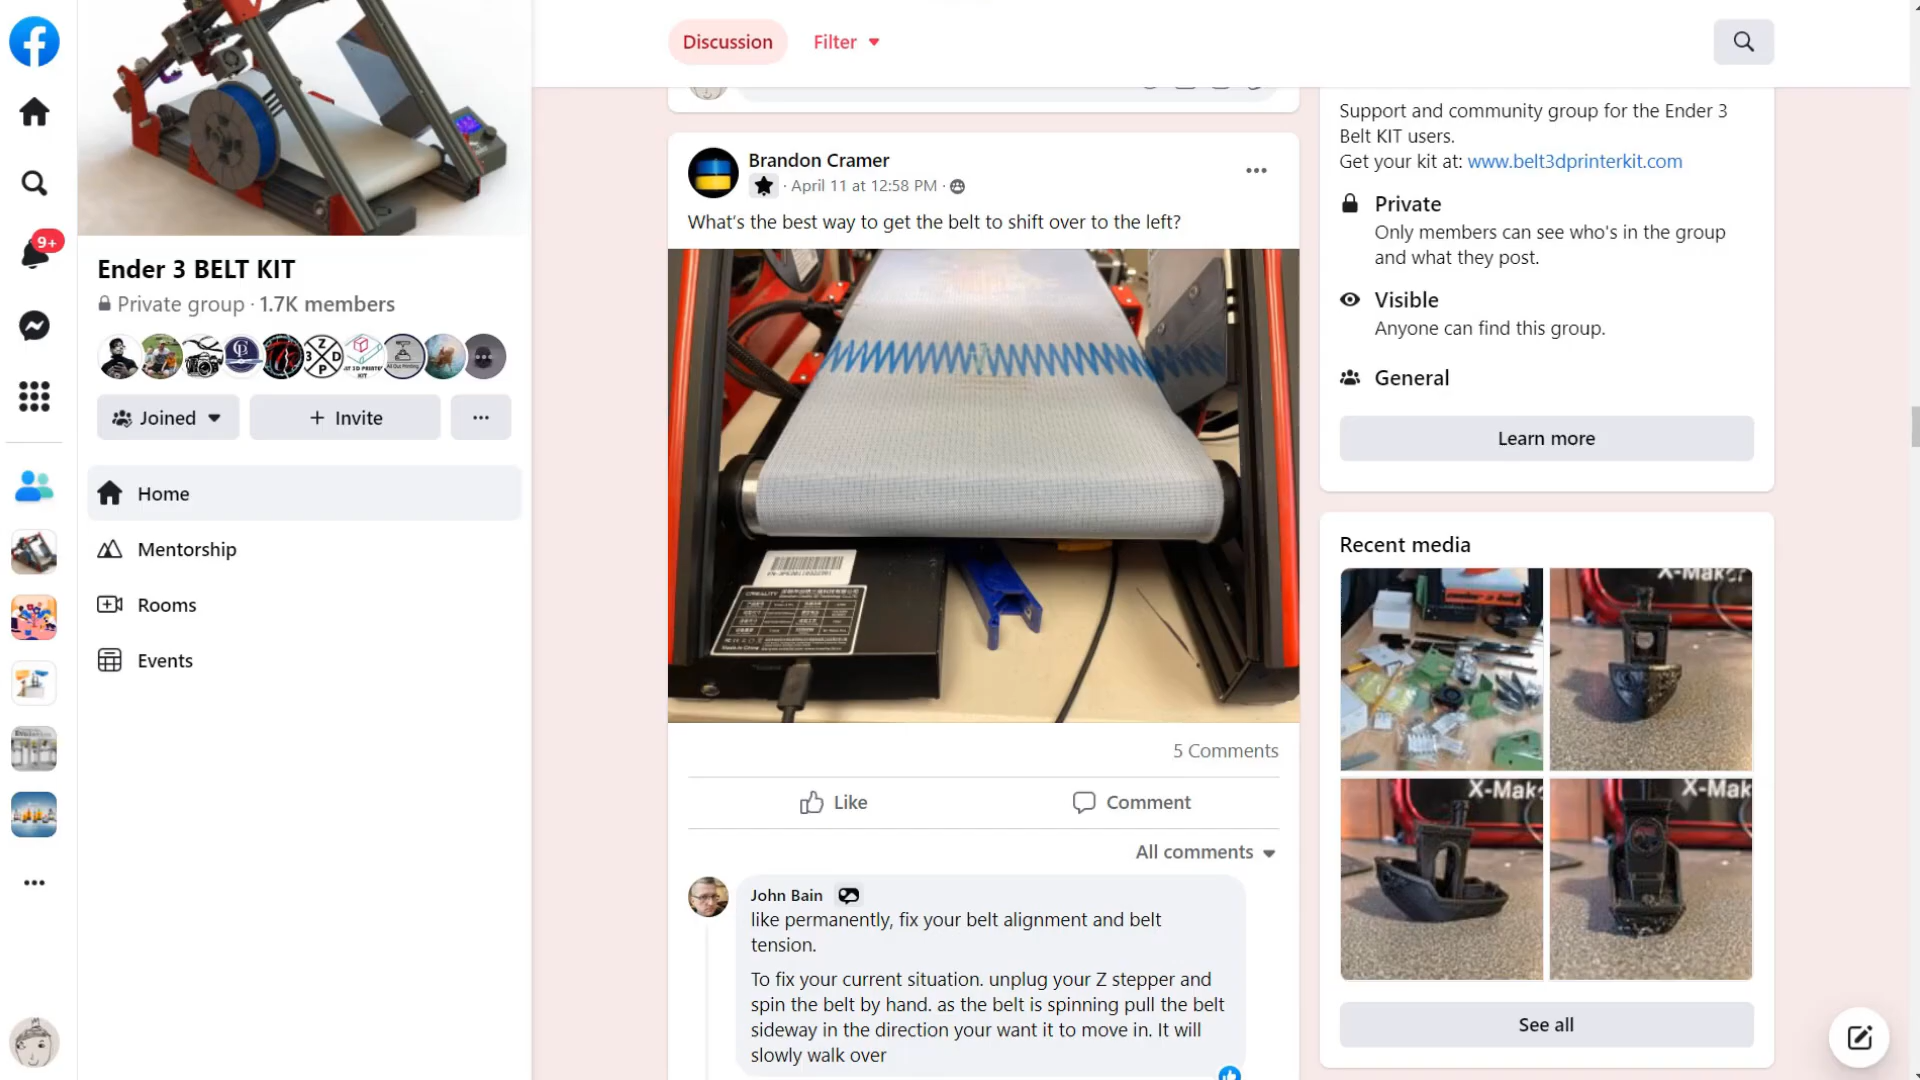 Discussion
Filter
9+
Ender 3 BELT KIT
Private group · 1.7K members
Joined
+ Invite
Home
Mentorship
Rooms
Events
Brandon Cramer
· April 11 at 12:58 PM ·
What's the best way to get the belt to shift over to the left?
CREALITY
5 Comments
Like
Comment
All comments
John Bain
like permanently, fix your belt alignment and belt
tension.
To fix your current situation. unplug your Z stepper and
spin the belt by hand. as the belt is spinning pull the belt
sideway in the direction your want it to move in. It will
slowly walk over
Support and community group for the Ender 3
Belt KIT users.
Get your kit at: www.belt3dprinterkit.com
Private
Only members can see who's in the group
and what they post.
Visible
Anyone can find this group.
General
Learn more
Recent media
X-Maker
X-Mak
X-Mak
See all